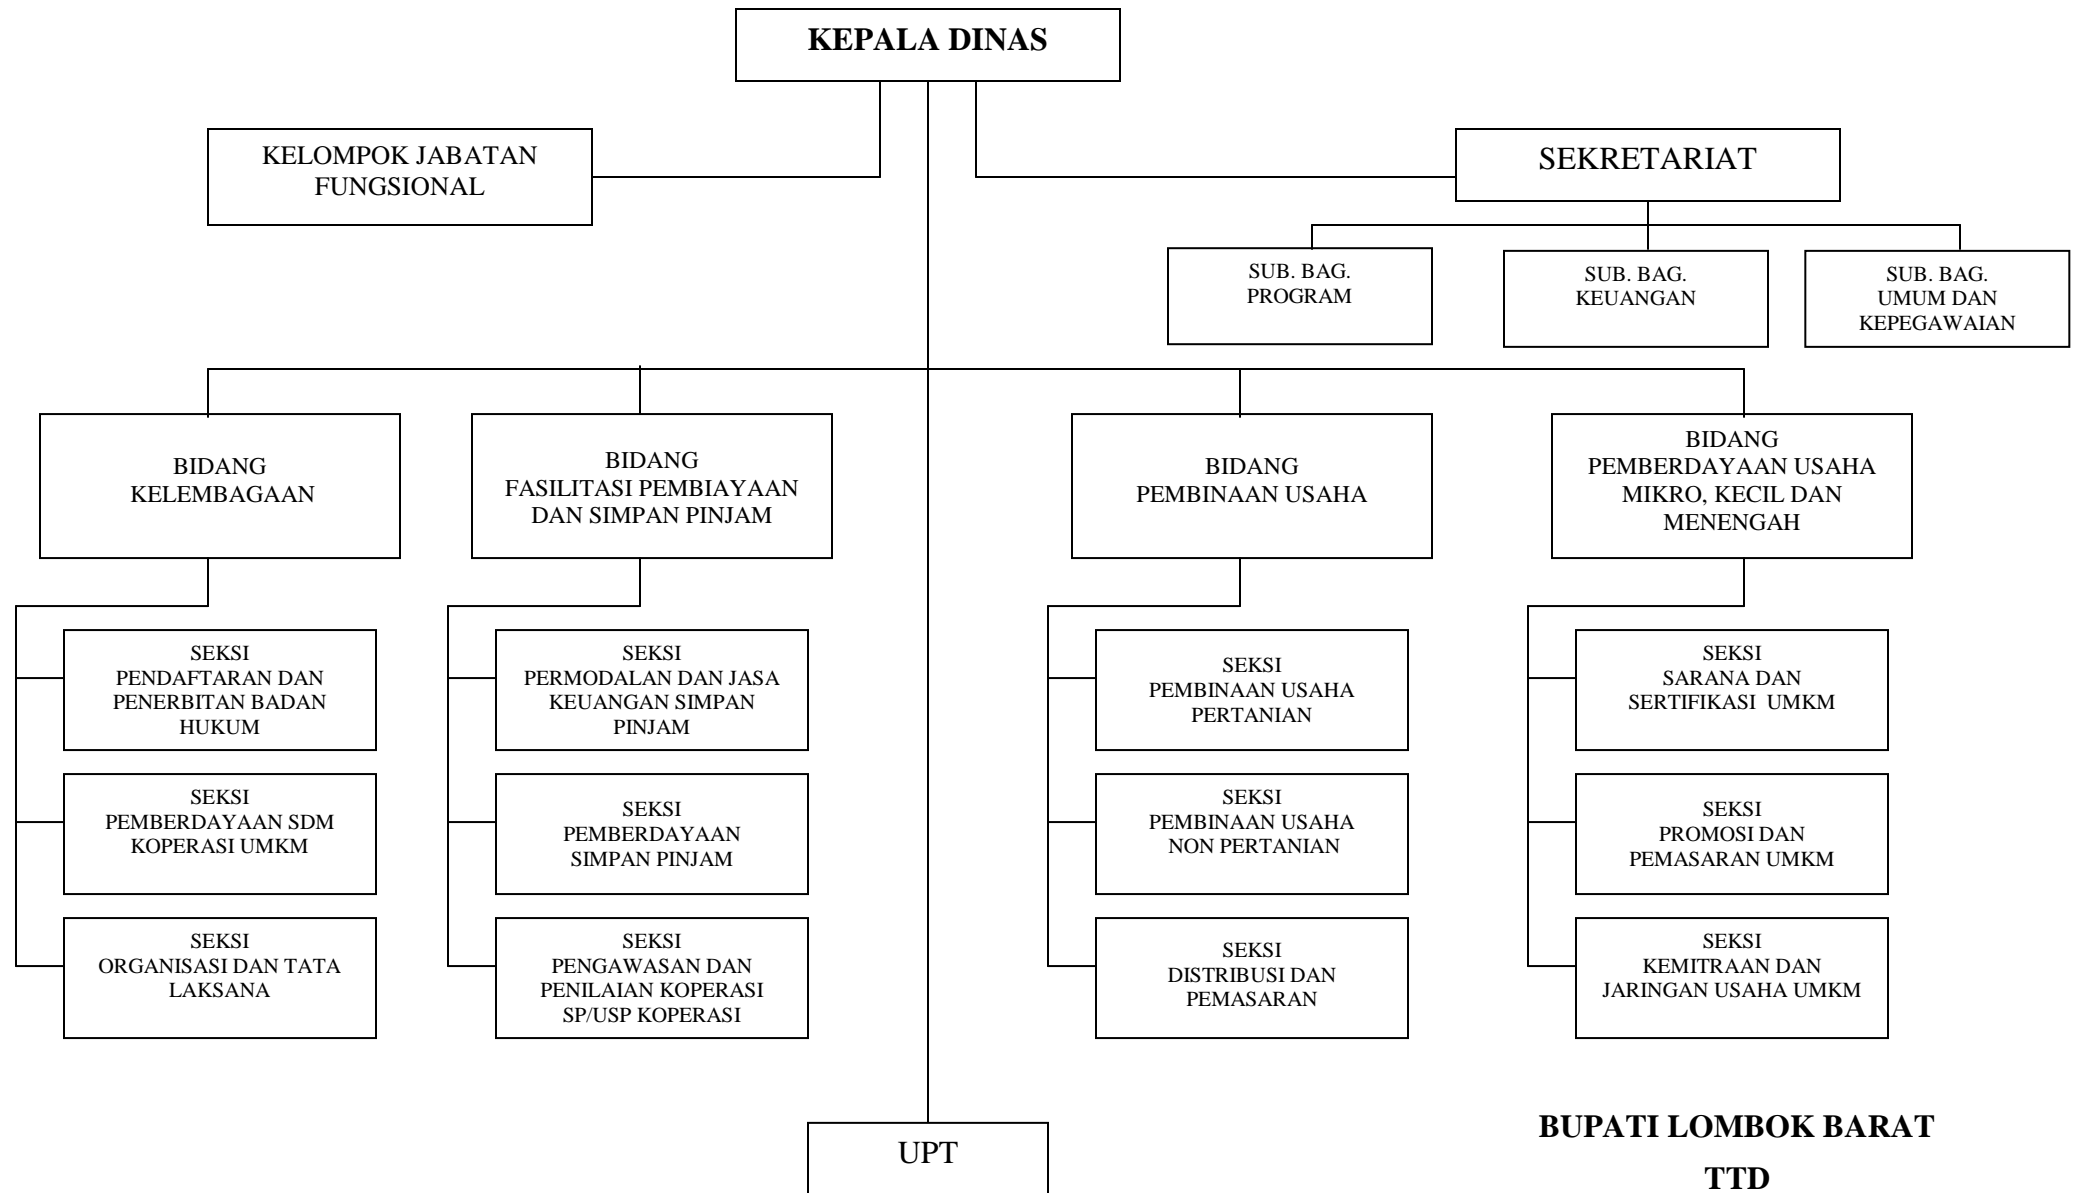 KEPALA DINAS
KELOMPOK JABATAN
FUNGSIONAL
SEKRETARIAT
SUB. BAG.
PROGRAM
SUB. BAG.
KEUANGAN
SUB. BAG.
UMUM DAN
KEPEGAWAIAN
BIDANG
KELEMBAGAAN
BIDANG
FASILITASI PEMBIAYAAN
DAN SIMPAN PINJAM
BIDANG
PEMBINAAN USAHA
BIDANG
PEMBERDAYAAN USAHA
MIKRO, KECIL DAN
MENENGAH
SEKSI
PENDAFTARAN DAN
PENERBITAN BADAN
HUKUM
SEKSI
PERMODALAN DAN JASA
KEUANGAN SIMPAN
PINJAM
SEKSI
PEMBINAAN USAHA
PERTANIAN
SEKSI
SARANA DAN
SERTIFIKASI  UMKM
SEKSI
PEMBERDAYAAN SDM
KOPERASI UMKM
SEKSI
PEMBERDAYAAN
SIMPAN PINJAM
SEKSI
PEMBINAAN USAHA
NON PERTANIAN
SEKSI
PROMOSI DAN
PEMASARAN UMKM
SEKSI
ORGANISASI DAN TATA
LAKSANA
SEKSI
PENGAWASAN DAN
PENILAIAN KOPERASI
SP/USP KOPERASI
SEKSI
DISTRIBUSI DAN
PEMASARAN
SEKSI
KEMITRAAN DAN
JARINGAN USAHA UMKM
UPT
BUPATI LOMBOK BARAT
TTD